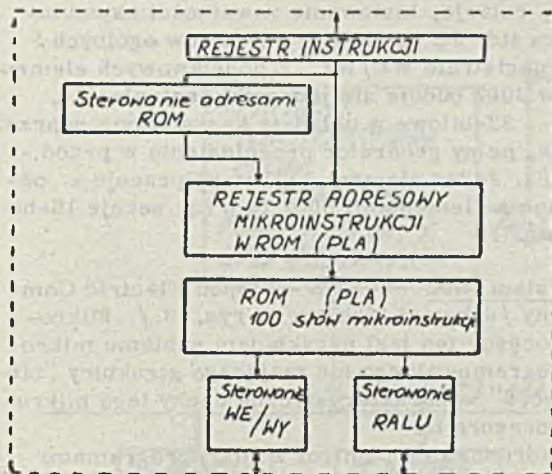 REJESTR INSTRUKCJI
Sterowanie adresami
ROM
REJESTR ADRESOWY
MIKROINSTRUKCJI
W ROM (PLA)
ROM (PLA)
100 słów mikroinstrukcji
Sterowanie
WE/WY
Sterowanie
RALU